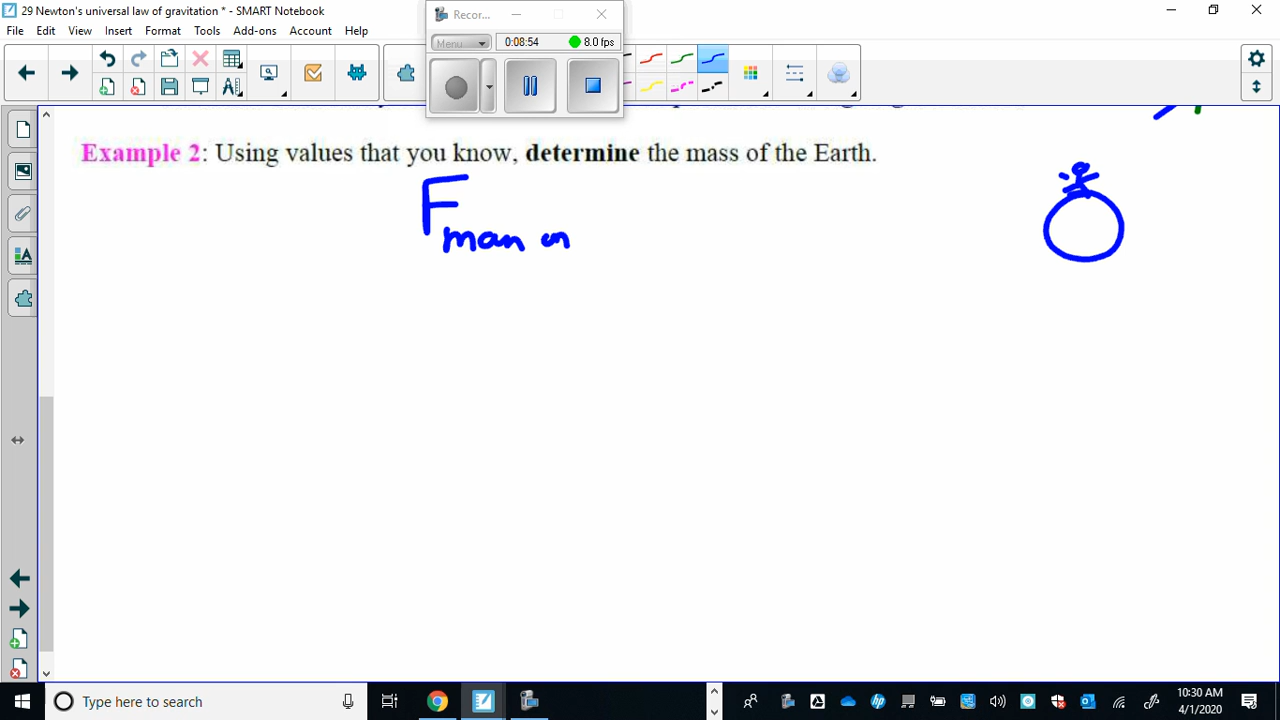 29 Newton's universal law of gravitation * - SMART Notebook
Recor...
File Edit View Insert Format Tools Add-ons Account Help
Menu 0:08:54 8.0 fps
Example 2: Using values that you know, determine the mass of the Earth.
F
man on
Type here to search
10:30 AM
4/1/2020